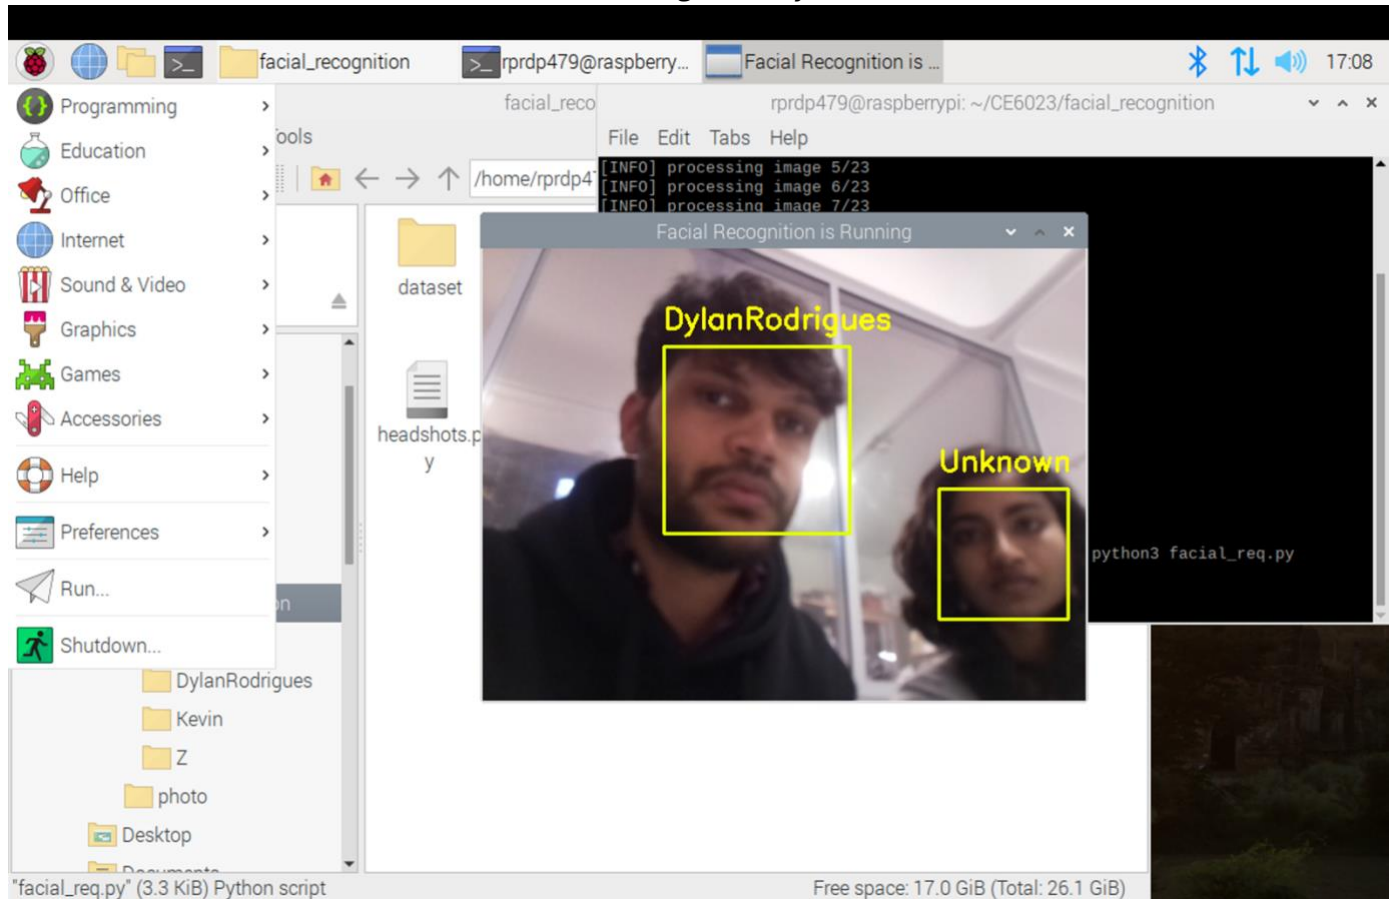 facial_recognition
rprdp479@raspberry...
Facial Recognition is ...
17:08
Programming
Education
Office
Internet
Sound & Video
Graphics
Games
Accessories
Help
Preferences
Run...
Shutdown...
facial_reco
ools
/home/rprdp4
dataset
headshots.p
y
rprdp479@raspberrypi: ~/CE6023/facial_recognition
File Edit Tabs Help
[INFO] processing image 5/23
[INFO] processing image 6/23
[INFO] processing image 7/23
python3 facial_req.py
Facial Recognition is Running
DylanRodrigues
Unknown
on
DylanRodrigues
Kevin
Z
photo
Desktop
Documents
"facial_req.py" (3.3 KiB) Python script
Free space: 17.0 GiB (Total: 26.1 GiB)